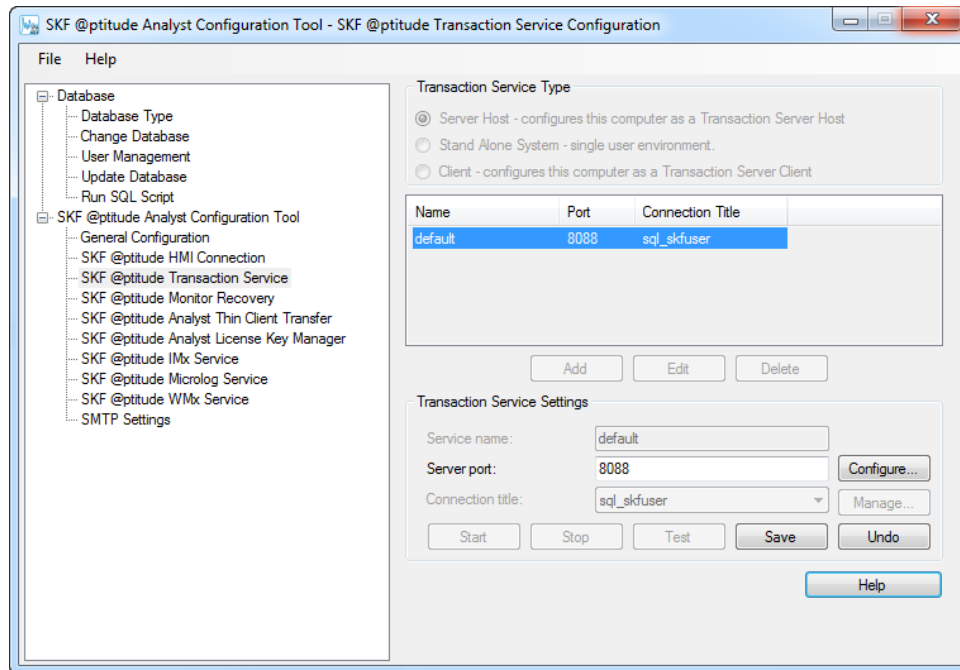 SKF @ptitude Analyst Configuration Tool - SKF @ptitude Transaction Service Configuration
File Help
Database
Database Type
Change Database
User Management
Update Database
Run SQL Script
SKF @ptitude Analyst Configuration Tool
General Configuration
SKF @ptitude HMI Connection
SKF @ptitude Transaction Service
SKF @ptitude Monitor Recovery
SKF @ptitude Analyst Thin Client Transfer
SKF @ptitude Analyst License Key Manager
SKF @ptitude IMx Service
SKF @ptitude Microlog Service
SKF @ptitude WMx Service
SMTP Settings
Transaction Service Type
Server Host - configures this computer as a Transaction Server Host
Stand Alone System - single user environment.
Client - configures this computer as a Transaction Server Client
Name Port Connection Title
default 8088 sql_skfuser
Add Edit Delete
Transaction Service Settings
Service name: default
Server port: 8088 Configure...
Connection title: sql_skfuser Manage...
Start Stop Test Save Undo
Help